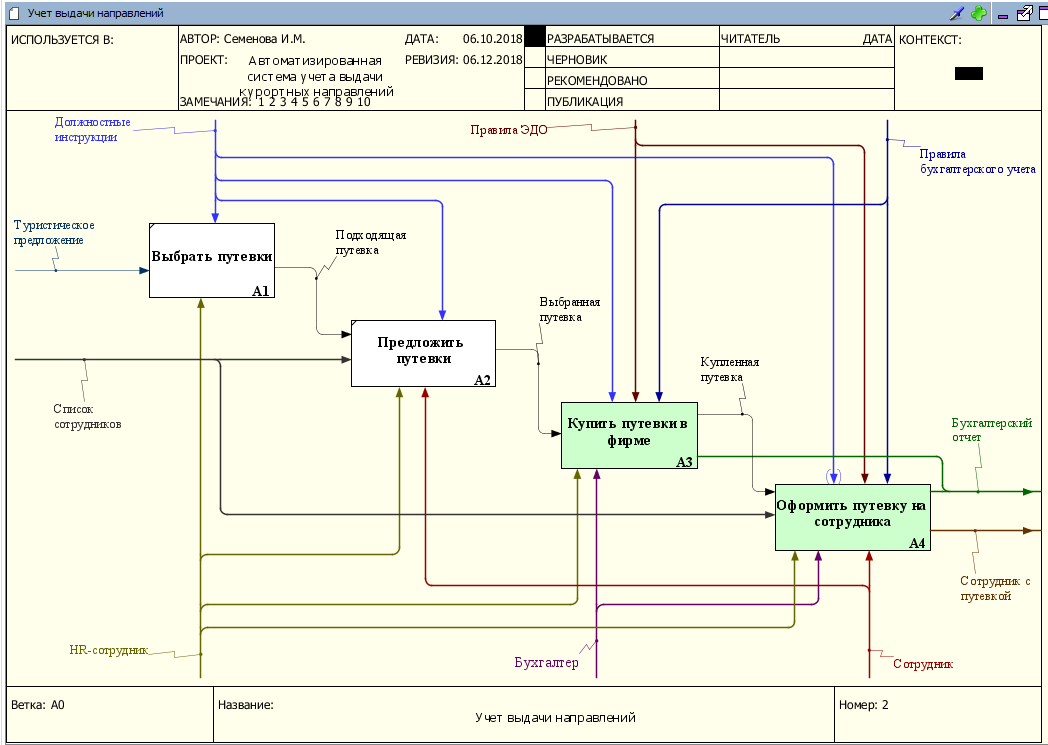 Учет выдачи направлений
ИСПОЛЬЗУЕТСЯ В:
АВТОР: Семенова И.М.
ДАТА: 06.10.2018
РАЗРАБАТЫВАЕТСЯ
ЧИТАТЕЛЬ
ДАТА
КОНТЕКСТ:
ПРОЕКТ: Автоматизированная
система учета выдачи
курортных направлений
РЕВИЗИЯ: 06.12.2018
ЧЕРНОВИК
РЕКОМЕНДОВАНО
ЗАМЕЧАНИЯ: 1 2 3 4 5 6 7 8 9 10
ПУБЛИКАЦИЯ
Должностные
инструкции
Правила ЭДО
Правила
бухгалтерского учета
Туристическое
предложение
Выбрать путевки
A1
Подходящая
путевка
Выбранная
путевка
Предложить
путевки
A2
Купленная
путевка
Список
сотрудников
Купить путевки в
фирме
A3
Бухгалтерский
отчет
Оформить путевку на
сотрудника
A4
Сотрудник с
путевкой
HR-сотрудник
Бухгалтер
Сотрудник
Ветка: A0
Название:
Учет выдачи направлений
Номер: 2